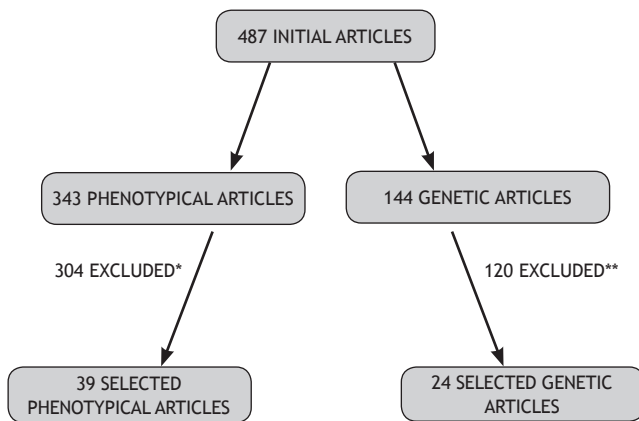 487 INITIAL ARTICLES
343 PHENOTYPICAL ARTICLES
144 GENETIC ARTICLES
304 EXCLUDED*
120 EXCLUDED**
39 SELECTED
PHENOTYPICAL ARTICLES
24 SELECTED GENETIC
ARTICLES